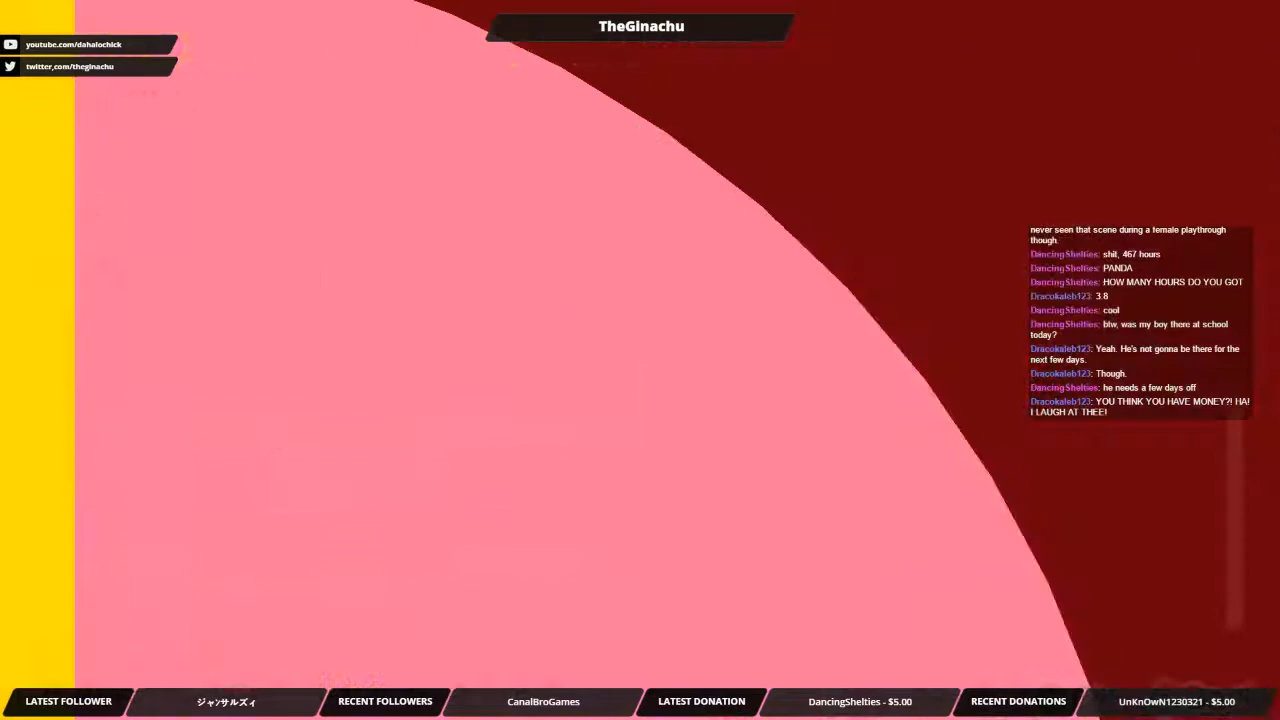 TheGinachu
youtube.com/dahalochick
twitter.com/theginachu
never seen that scene during a female playthrough
though.
DancingShelties: shit, 467 hours
DancingShelties: PANDA
DancingShelties: HOW MANY HOURS DO YOU GOT
Dracokaleb123: 3.8
DancingShelties: cool
DancingShelties: btw, was my boy there at school
today?
Dracokaleb123: Yeah. He's not gonna be there for the
next few days.
Dracokaleb123: Though.
DancingShelties: he needs a few days off
Dracokaleb123: YOU THINK YOU HAVE MONEY?! HA!
I LAUGH AT THEE!
LATEST FOLLOWER ジャンサルズィ RECENT FOLLOWERS CanalBroGames LATEST DONATION DancingShelties - $5.00 RECENT DONATIONS UnKnOwN1230321 - $5.00